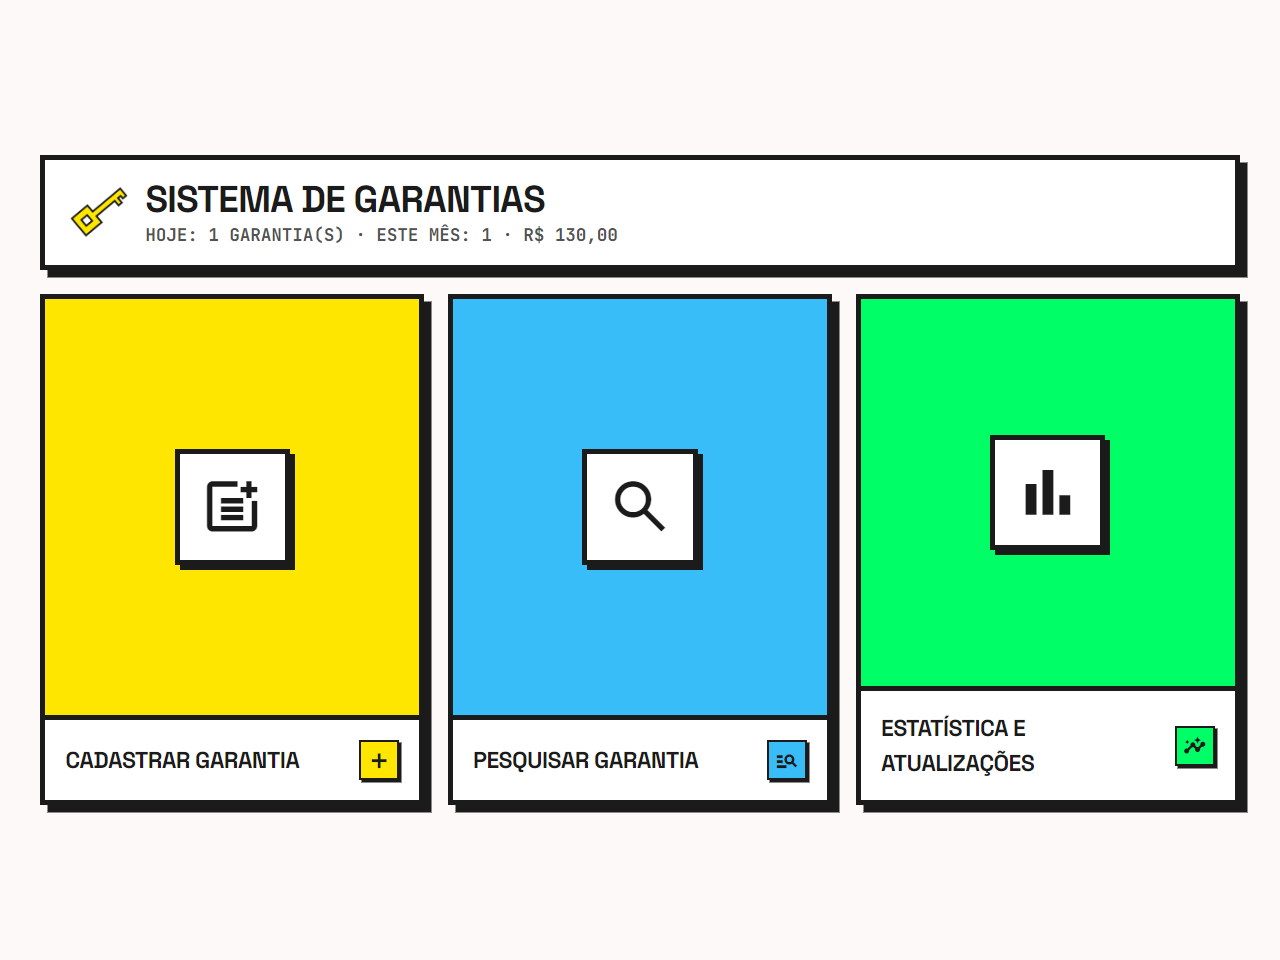 SISTEMA DE GARANTIAS
HOJE: 1 GARANTIA(S) · ESTE MÊS: 1 · R$ 130,00
CADASTRAR GARANTIA
PESQUISAR GARANTIA
ESTATÍSTICA E
ATUALIZAÇÕES